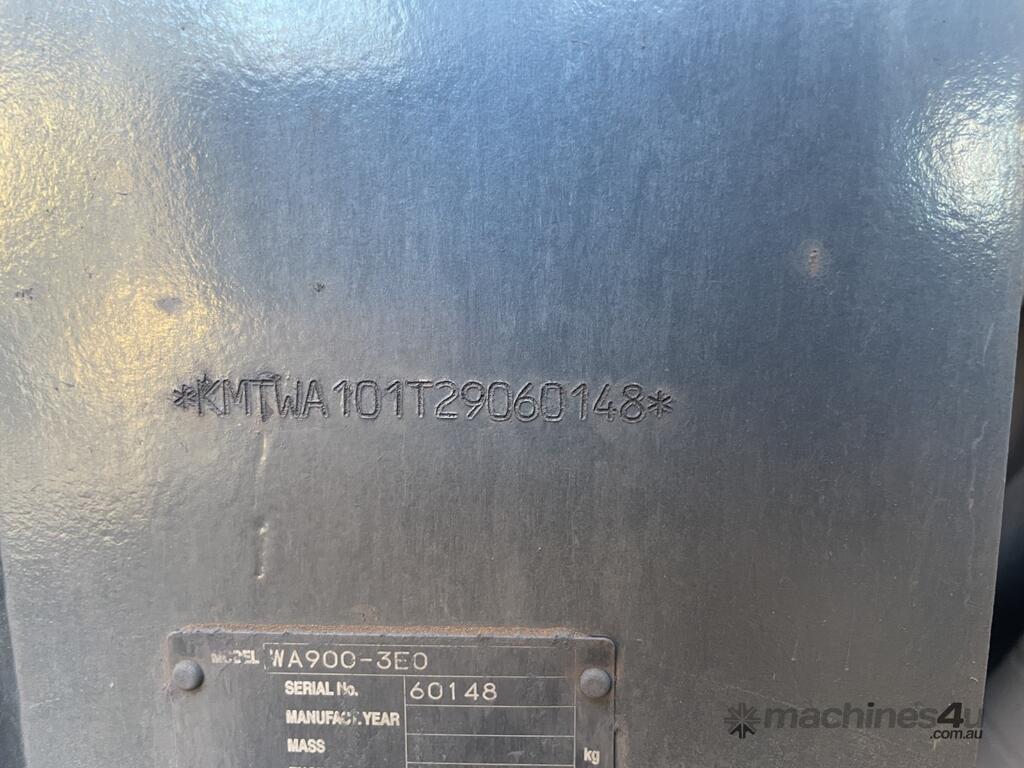 *KMTWA101T29060148*
MODEL WA900-3E0
SERIAL No. 60148
MANUFACT.YEAR
MASS kg
machines4u
.com.au